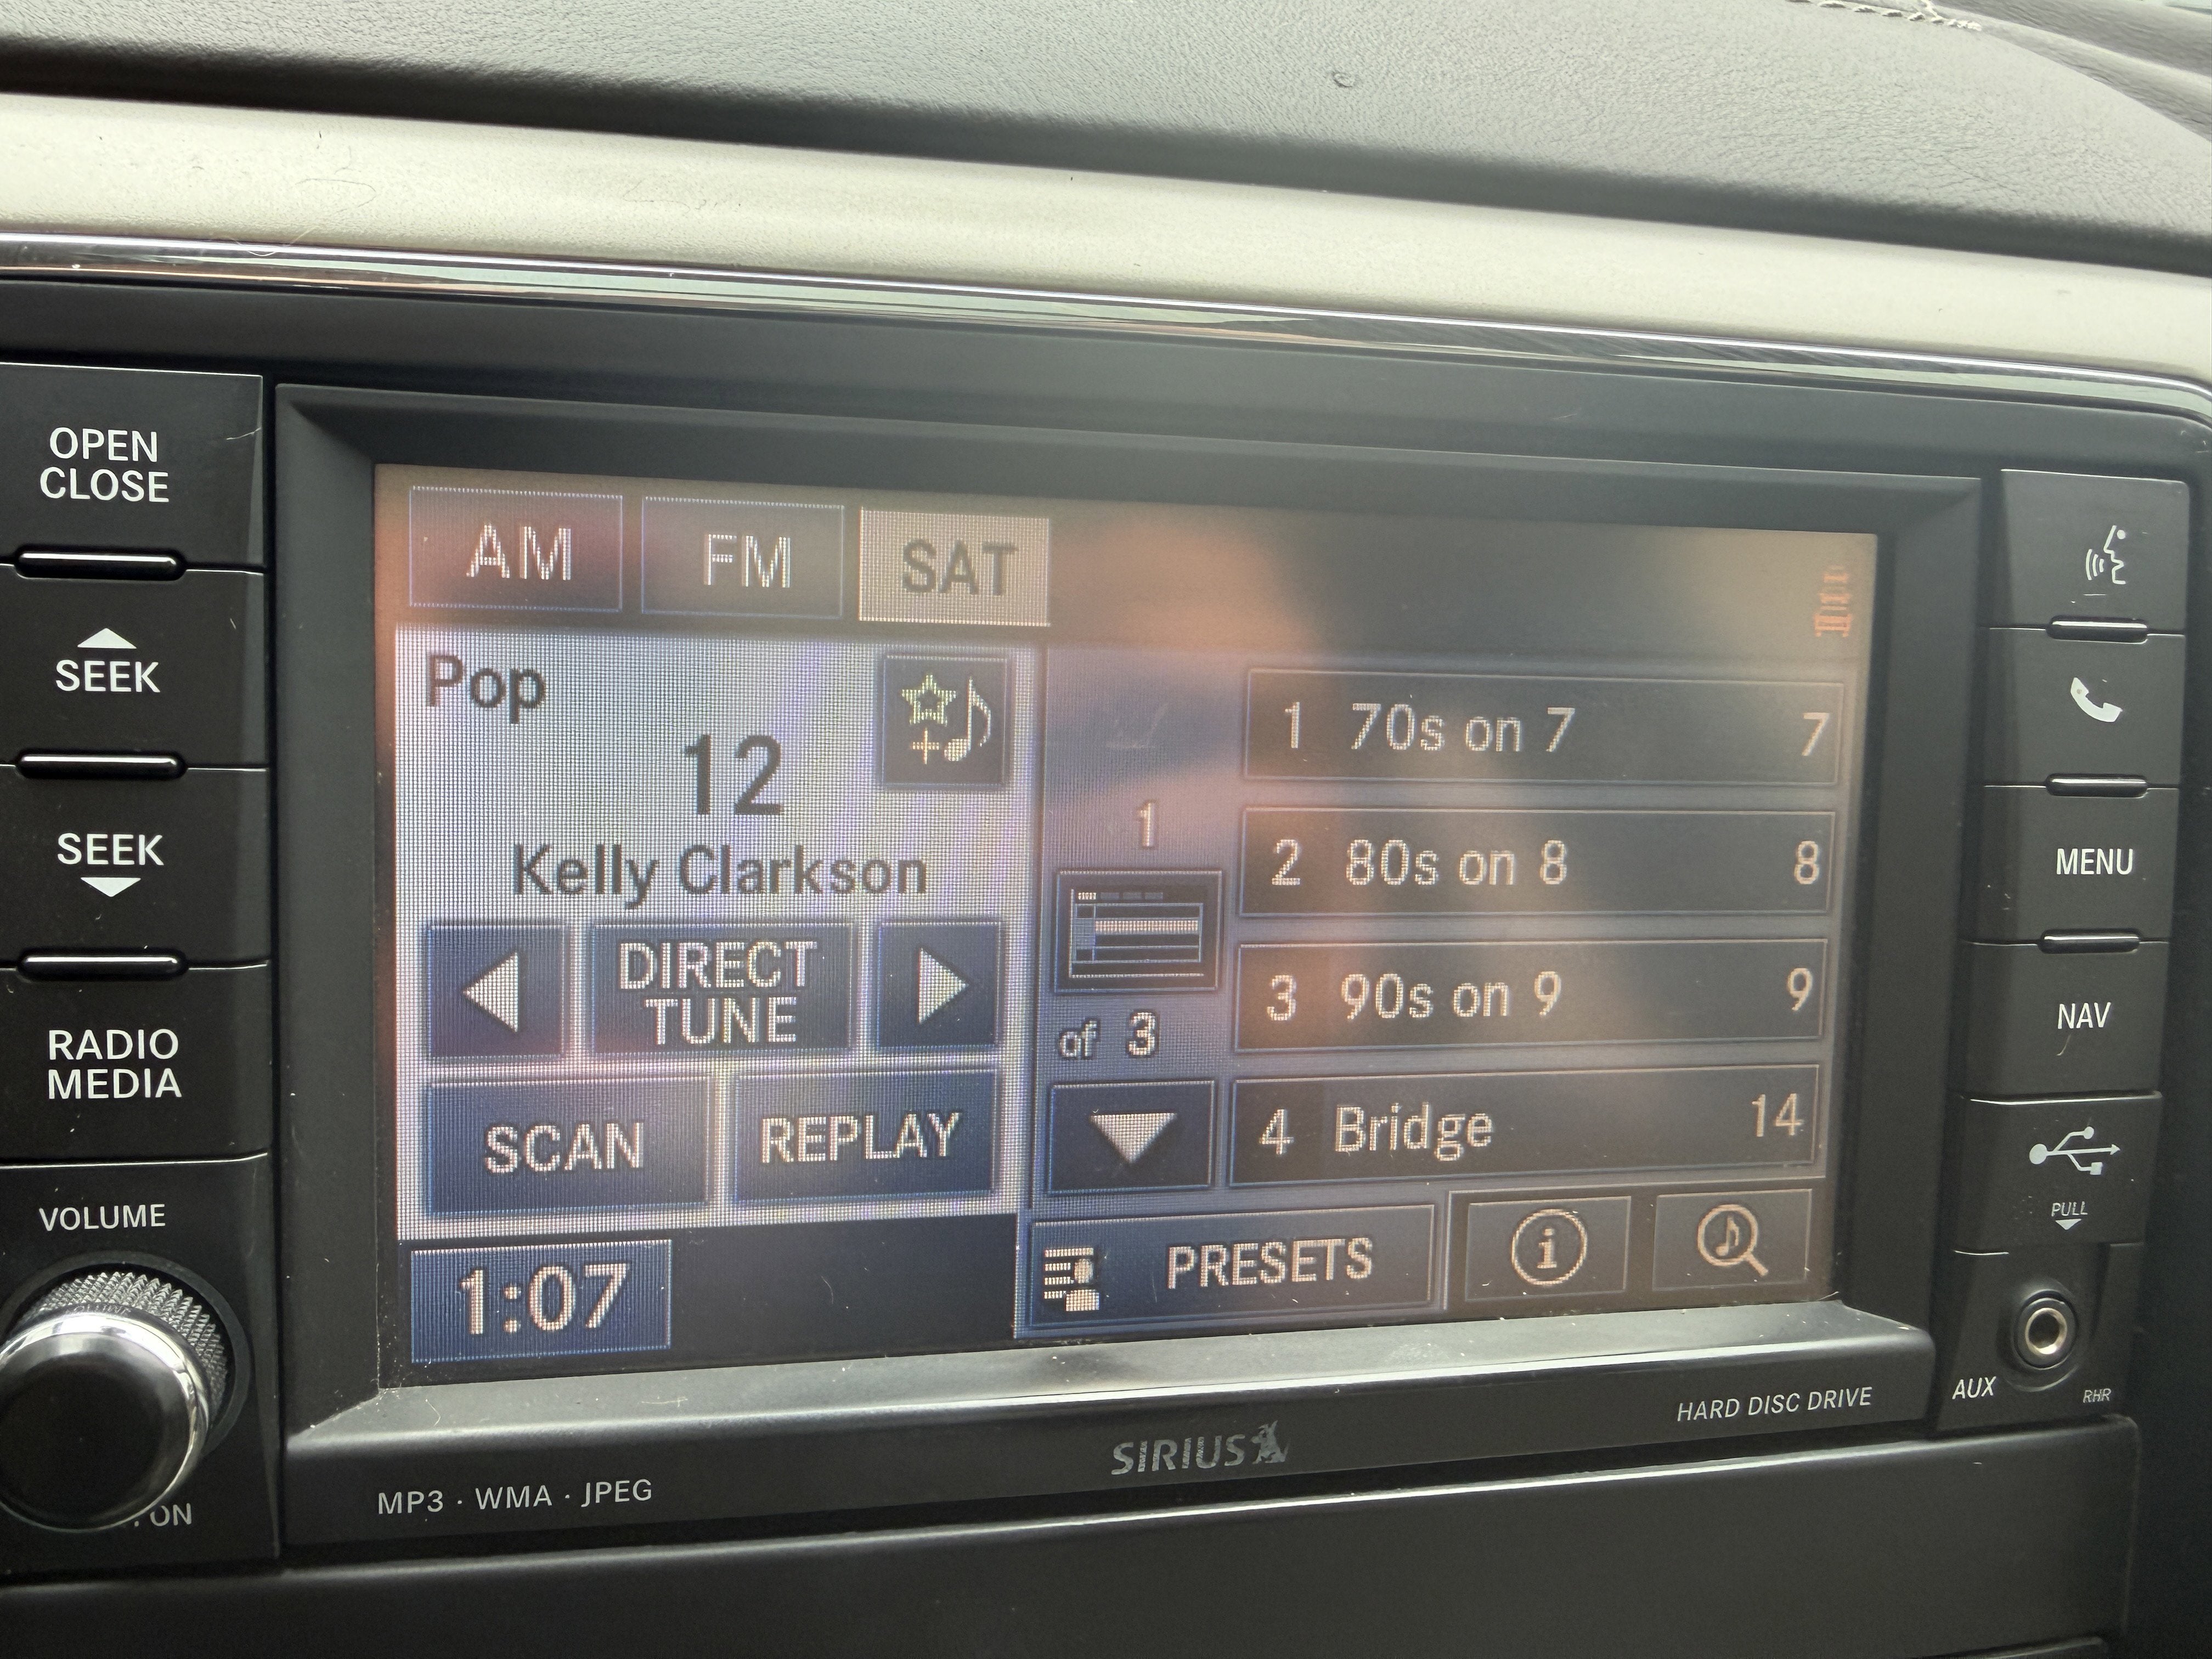 OPEN
CLOSE
SEEK
SEEK
RADIO
MEDIA
VOLUME
ON
AM FM SAT
Pop
12
Kelly Clarkson
DIRECT
TUNE
SCAN REPLAY
1:07
1
of 3
1 70s on 7 7
2 80s on 8 8
3 90s on 9 9
4 Bridge 14
PRESETS
MENU
NAV
PULL
AUX
RHR
MP3 · WMA · JPEG
SIRIUS
HARD DISC DRIVE